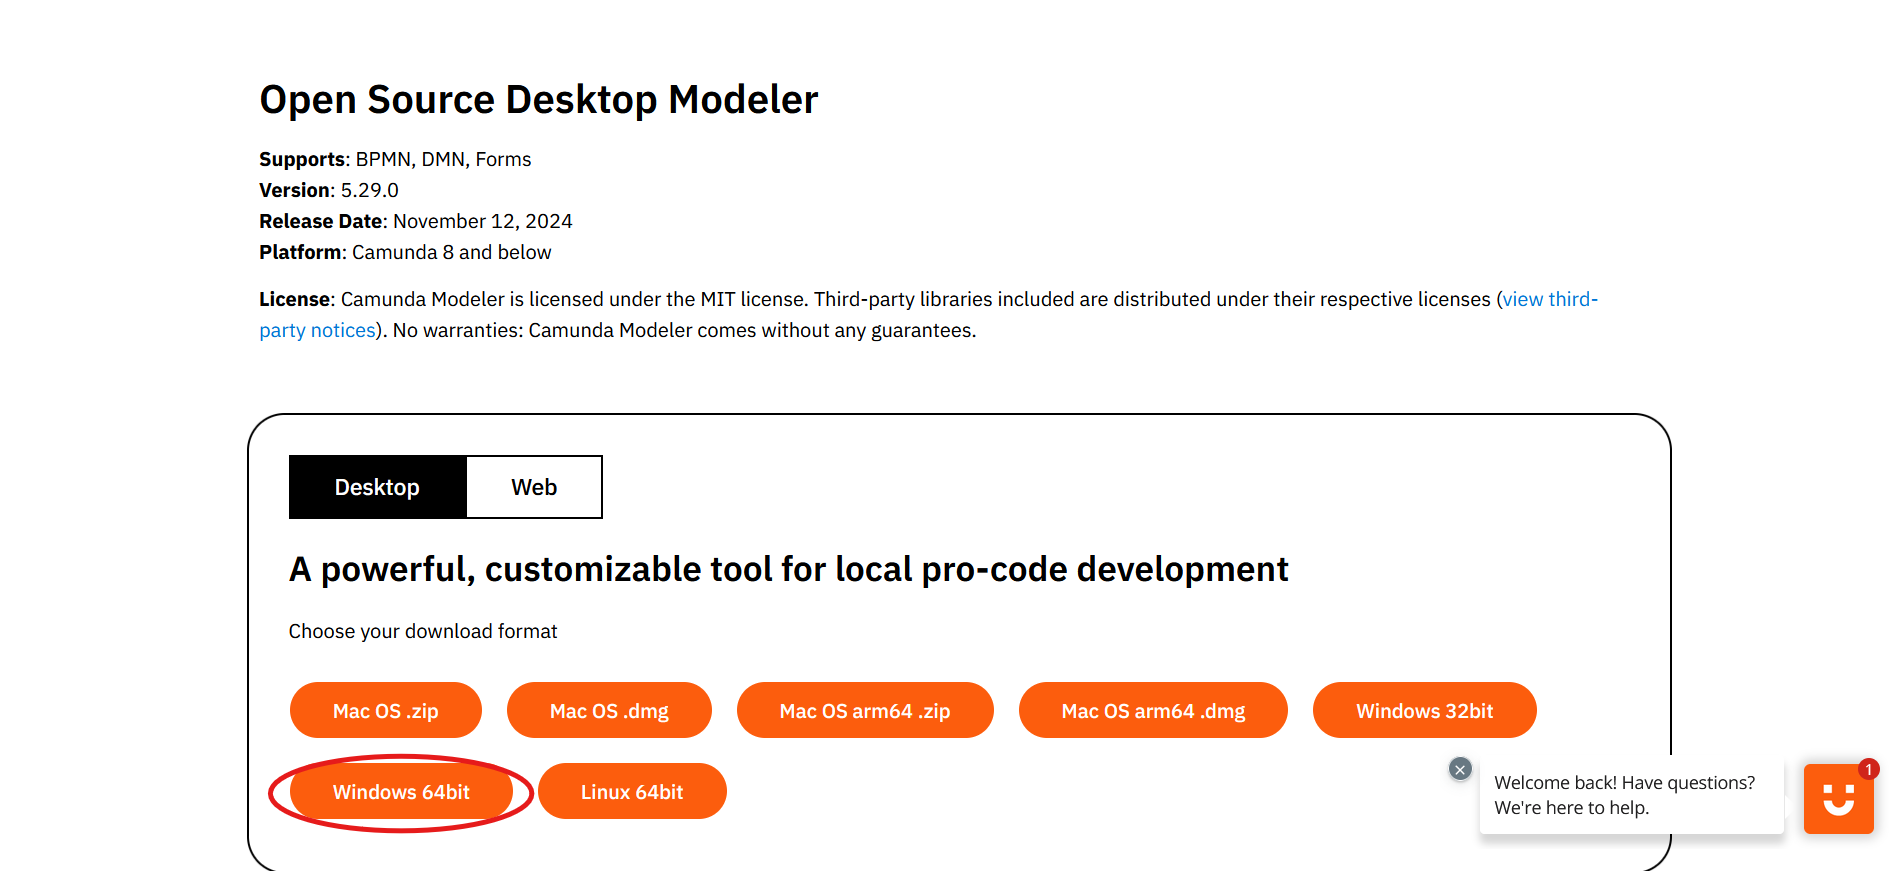 Open Source Desktop Modeler
Supports: BPMN, DMN, Forms
Version: 5.29.0
Release Date: November 12, 2024
Platform: Camunda 8 and below
License: Camunda Modeler is licensed under the MIT license. Third-party libraries included are distributed under their respective licenses (view third-
party notices). No warranties: Camunda Modeler comes without any guarantees.
Desktop Web
A powerful, customizable tool for local pro-code development
Choose your download format
Mac OS .zip Mac OS .dmg Mac OS arm64 .zip Mac OS arm64 .dmg Windows 32bit
Windows 64bit Linux 64bit
Welcome back! Have questions?
We're here to help.
1